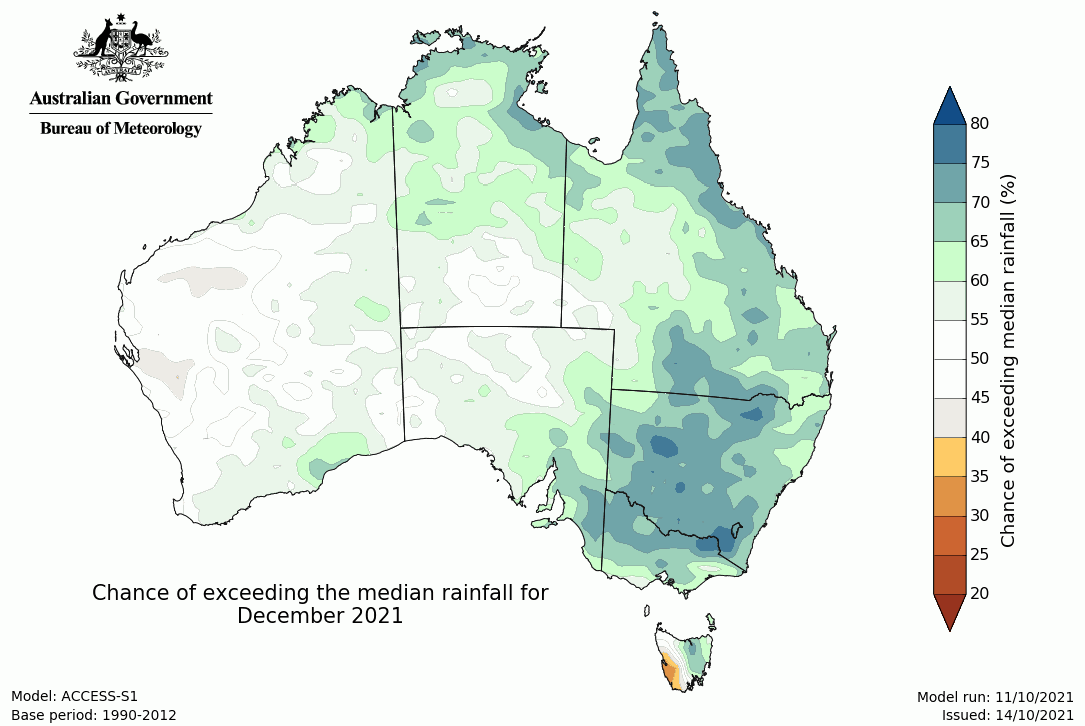 AUSTRALIA
Australian Government
Bureau of Meteorology
80
75
70
65
60
55
50
45
40
35
30
25
20
Chance of exceeding median rainfall (%)
Chance of exceeding the median rainfall for
December 2021
Model: ACCESS-S1
Base period: 1990-2012
Model run: 11/10/2021
Issued: 14/10/2021